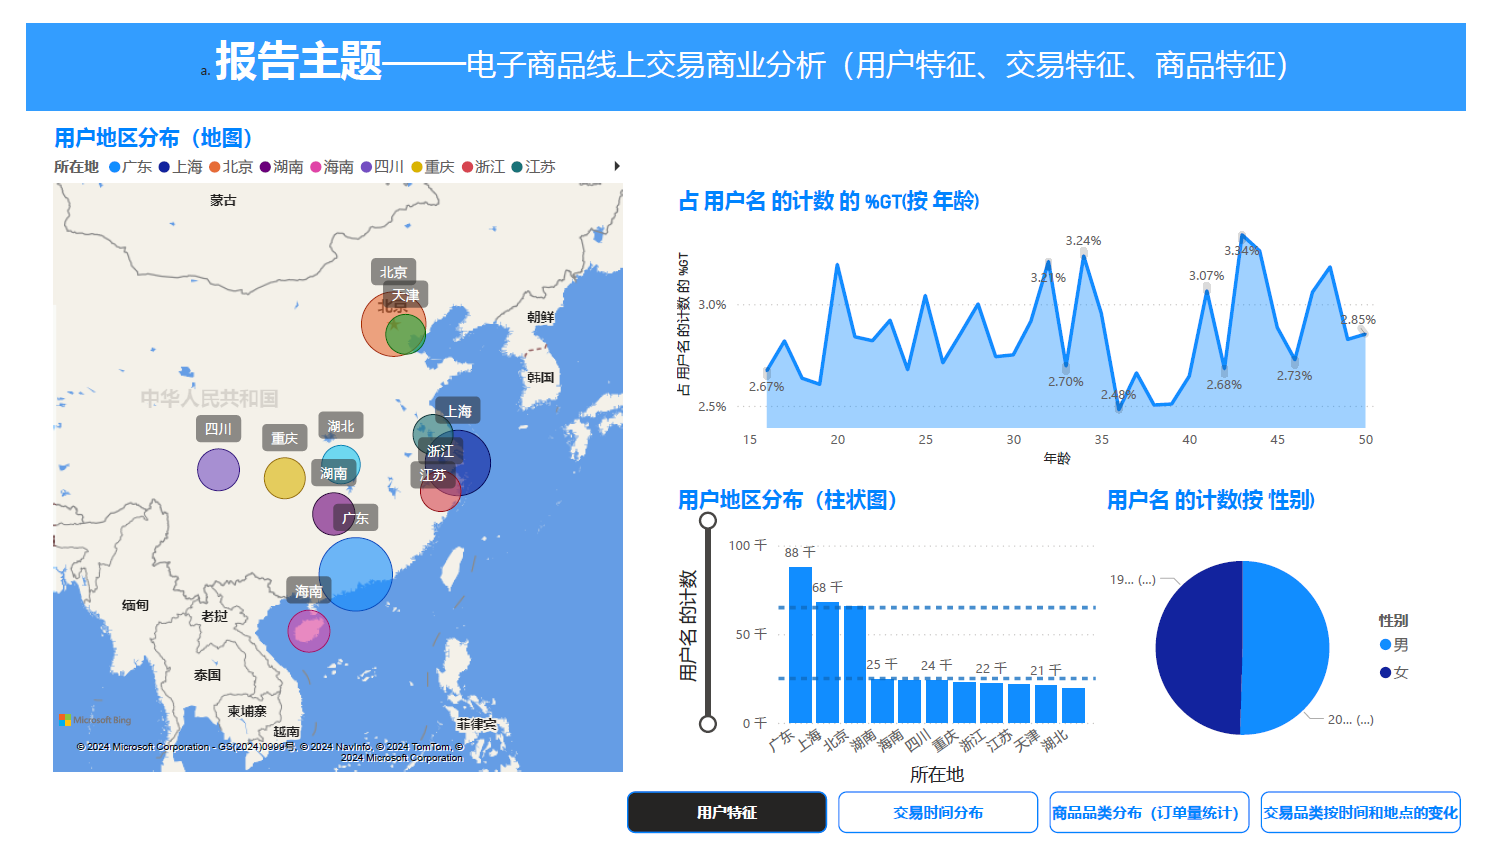 a. 报告主题——电子商品线上交易商业分析（用户特征、交易特征、商品特征）
用户地区分布（地图）
所在地 广东 上海 北京 湖南 海南 四川 重庆 浙江 江苏
蒙古
北京
天津
北京
朝鲜
韩国
中华人民共和国
上海
四川
重庆
湖北
浙江
湖南
江苏
广东
海南
缅甸
老挝
泰国
柬埔寨
越南
菲律宾
Microsoft Bing
© 2024 Microsoft Corporation - GS(2024)0999号, © 2024 NavInfo, © 2024 TomTom, ©
2024 Microsoft Corporation
占 用户名 的计数 的 %GT(按 年龄)
占 用户名 的计数 的 %GT
3.0%
2.5%
2.67%
3.21%
2.70%
3.24%
2.48%
3.07%
2.68%
3.34%
2.73%
2.85%
15 20 25 30 35 40 45 50
年龄
用户地区分布（柱状图）
用户名 的计数
100 千
50 千
0 千
88 千
68 千
25 千
24 千
22 千
21 千
广东 上海 北京 湖南 海南 四川 重庆 浙江 江苏 天津 湖北
所在地
用户名 的计数(按 性别)
19... (...)
20... (...)
性别
男
女
用户特征
交易时间分布
商品品类分布（订单量统计）
交易品类按时间和地点的变化